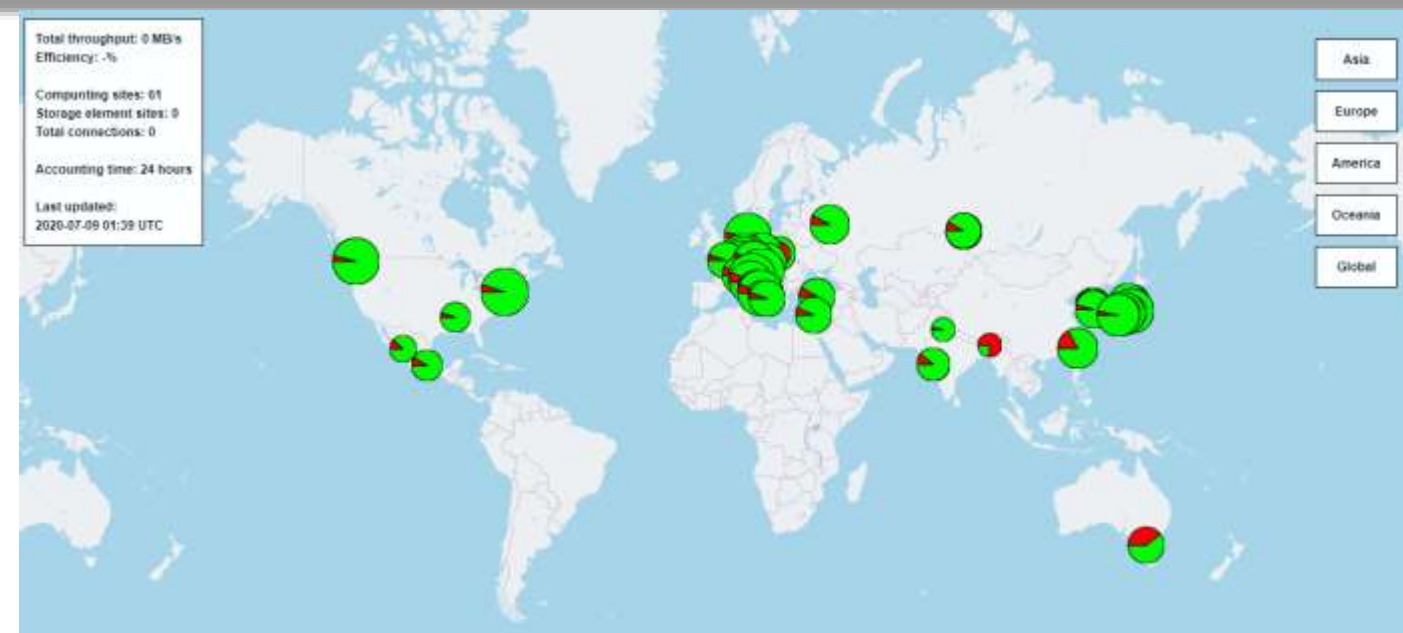 Total throughput: 0 MB/s
Efficiency: -%
Compunting sites: 61
Storage element sites: 0
Total connections: 0
Accounting time: 24 hours
Last updated:
2020-07-09 01:39 UTC
Asia
Europe
America
Oceania
Global